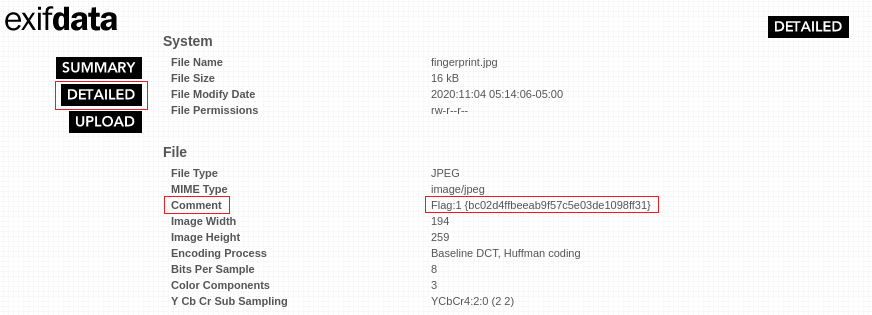 exifdata
DETAILED
SUMMARY
DETAILED
UPLOAD
System
File Name fingerprint.jpg
File Size 16 kB
File Modify Date 2020:11:04 05:14:06-05:00
File Permissions rw-r--r--
File
File Type JPEG
MIME Type image/jpeg
Comment Flag:1 {bc02d4ffbeeab9f57c5e03de1098ff31}
Image Width 194
Image Height 259
Encoding Process Baseline DCT, Huffman coding
Bits Per Sample 8
Color Components 3
Y Cb Cr Sub Sampling YCbCr4:2:0 (2 2)